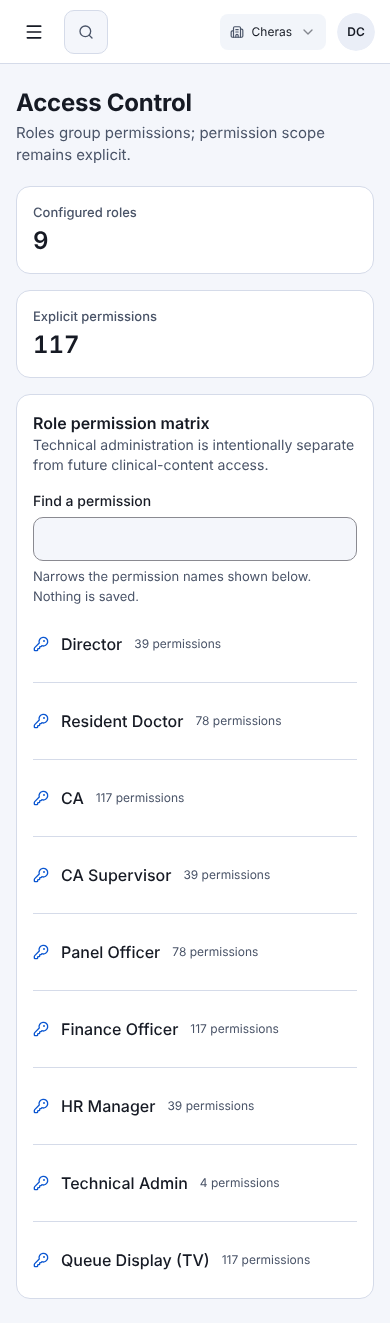 Cheras
DC
Access Control
Roles group permissions; permission scope
remains explicit.
Configured roles
9
Explicit permissions
117
Role permission matrix
Technical administration is intentionally separate
from future clinical-content access.
Find a permission
Narrows the permission names shown below.
Nothing is saved.
Director 39 permissions
Resident Doctor 78 permissions
CA 117 permissions
CA Supervisor 39 permissions
Panel Officer 78 permissions
Finance Officer 117 permissions
HR Manager 39 permissions
Technical Admin 4 permissions
Queue Display (TV) 117 permissions